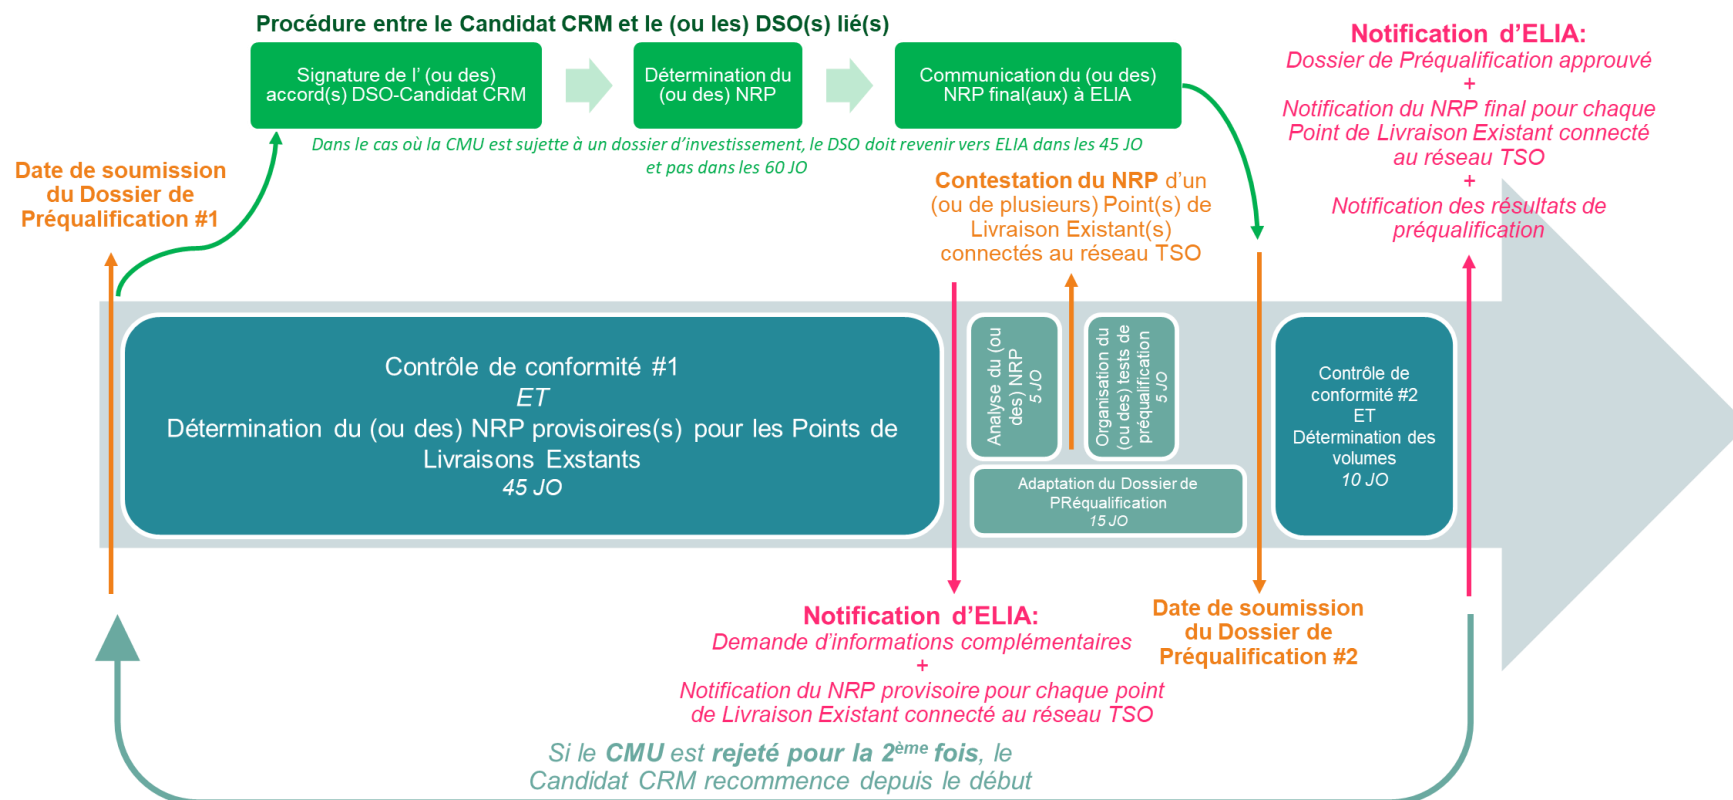 Procédure entre le Candidat CRM et le (ou les) DSO(s) lié(s)
Signature de l' (ou des)
accord(s) DSO-Candidat CRM
Détermination du
(ou des) NRP
Communication du (ou des)
NRP final(aux) à ELIA
Dans le cas où la CMU est sujette à un dossier d'investissement, le DSO doit revenir vers ELIA dans les 45 JO
et pas dans les 60 JO
Notification d'ELIA:
Dossier de Préqualification approuvé
+
Notification du NRP final pour chaque
Point de Livraison Existant connecté
au réseau TSO
+
Notification des résultats de
préqualification
Date de soumission
du Dossier de
Préqualification #1
Contestation du NRP d'un
(ou de plusieurs) Point(s) de
Livraison Existant(s)
connectés au réseau TSO
Contrôle de conformité #1
ET
Détermination du (ou des) NRP provisoires(s) pour les Points de
Livraisons Exstants
45 JO
Analyse du (ou
des) NRP
5 JO
Organisation du
(ou des) tests de
préqualification
5 JO
Adaptation du Dossier de
PRéqualification
15 JO
Contrôle de
conformité #2
ET
Détermination des
volumes
10 JO
Notification d'ELIA:
Demande d'informations complémentaires
+
Notification du NRP provisoire pour chaque point
de Livraison Existant connecté au réseau TSO
Date de soumission
du Dossier de
Préqualification #2
Si le CMU est rejeté pour la 2ème fois, le
Candidat CRM recommence depuis le début